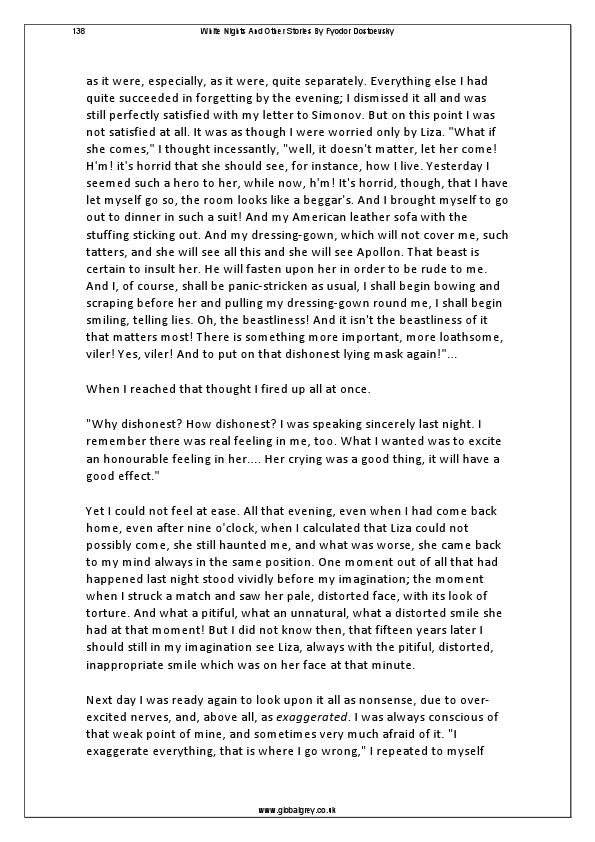 138 White Nights And Other Stories By Fyodor Dostoevsky
as it were, especially, as it were, quite separately. Everything else I had
quite succeeded in forgetting by the evening; I dismissed it all and was
still perfectly satisfied with my letter to Simonov. But on this point I was
not satisfied at all. It was as though I were worried only by Liza. "What if
she comes," I thought incessantly, "well, it doesn't matter, let her come!
H'm! it's horrid that she should see, for instance, how I live. Yesterday I
seemed such a hero to her, while now, h'm! It's horrid, though, that I have
let myself go so, the room looks like a beggar's. And I brought myself to go
out to dinner in such a suit! And my American leather sofa with the
stuffing sticking out. And my dressing-gown, which will not cover me, such
tatters, and she will see all this and she will see Apollon. That beast is
certain to insult her. He will fasten upon her in order to be rude to me.
And I, of course, shall be panic-stricken as usual, I shall begin bowing and
scraping before her and pulling my dressing-gown round me, I shall begin
smiling, telling lies. Oh, the beastliness! And it isn't the beastliness of it
that matters most! There is something more important, more loathsome,
viler! Yes, viler! And to put on that dishonest lying mask again!"...
When I reached that thought I fired up all at once.
"Why dishonest? How dishonest? I was speaking sincerely last night. I
remember there was real feeling in me, too. What I wanted was to excite
an honourable feeling in her.... Her crying was a good thing, it will have a
good effect."
Yet I could not feel at ease. All that evening, even when I had come back
home, even after nine o'clock, when I calculated that Liza could not
possibly come, she still haunted me, and what was worse, she came back
to my mind always in the same position. One moment out of all that had
happened last night stood vividly before my imagination; the moment
when I struck a match and saw her pale, distorted face, with its look of
torture. And what a pitiful, what an unnatural, what a distorted smile she
had at that moment! But I did not know then, that fifteen years later I
should still in my imagination see Liza, always with the pitiful, distorted,
inappropriate smile which was on her face at that minute.
Next day I was ready again to look upon it all as nonsense, due to over-
excited nerves, and, above all, as exaggerated. I was always conscious of
that weak point of mine, and sometimes very much afraid of it. "I
exaggerate everything, that is where I go wrong," I repeated to myself
www.globalgrey.co.uk